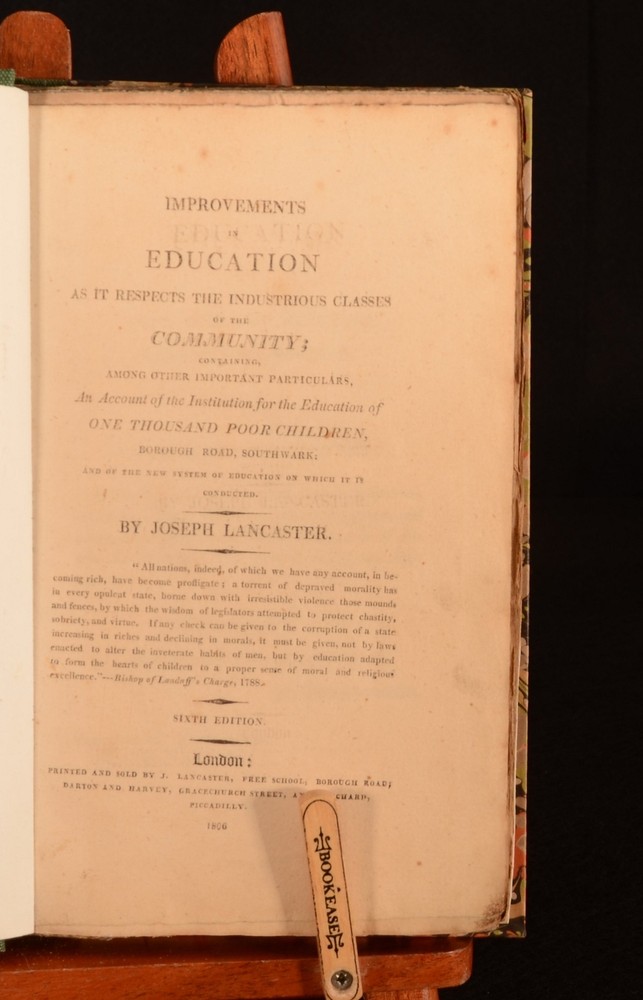 IMPROVEMENTS
IN
EDUCATION
AS IT RESPECTS THE INDUSTRIOUS CLASSES
OF THE
COMMUNITY;
CONTAINING,
AMONG OTHER IMPORTANT PARTICULARS,
An Account of the Institution for the Education of
ONE THOUSAND POOR CHILDREN,
BOROUGH ROAD, SOUTHWARK;
AND OF THE NEW SYSTEM OF EDUCATION ON WHICH IT IS
CONDUCTED.
BY JOSEPH LANCASTER.
"All nations, indeed, of which we have any account, in be-
coming rich, have become profligate; a torrent of depraved morality has
in every opulent state, borne down with irresistible violence those mounds
and fences, by which the wisdom of legislators attempted to protect chastity,
sobriety, and virtue. If any check can be given to the corruption of a state
increasing in riches and declining in morals, it must be given, not by laws
enacted to alter the inveterate habits of men, but by education adapted
to form the hearts of children to a proper sense of moral and religious
excellence."—Bishop of Landaff's Charge, 1788.
SIXTH EDITION.
London:
PRINTED AND SOLD BY J. LANCASTER, FREE SCHOOL, BOROUGH ROAD;
DARTON AND HARVEY, GRACECHURCH STREET,
PICCADILLY.
1806
BOOKEASE